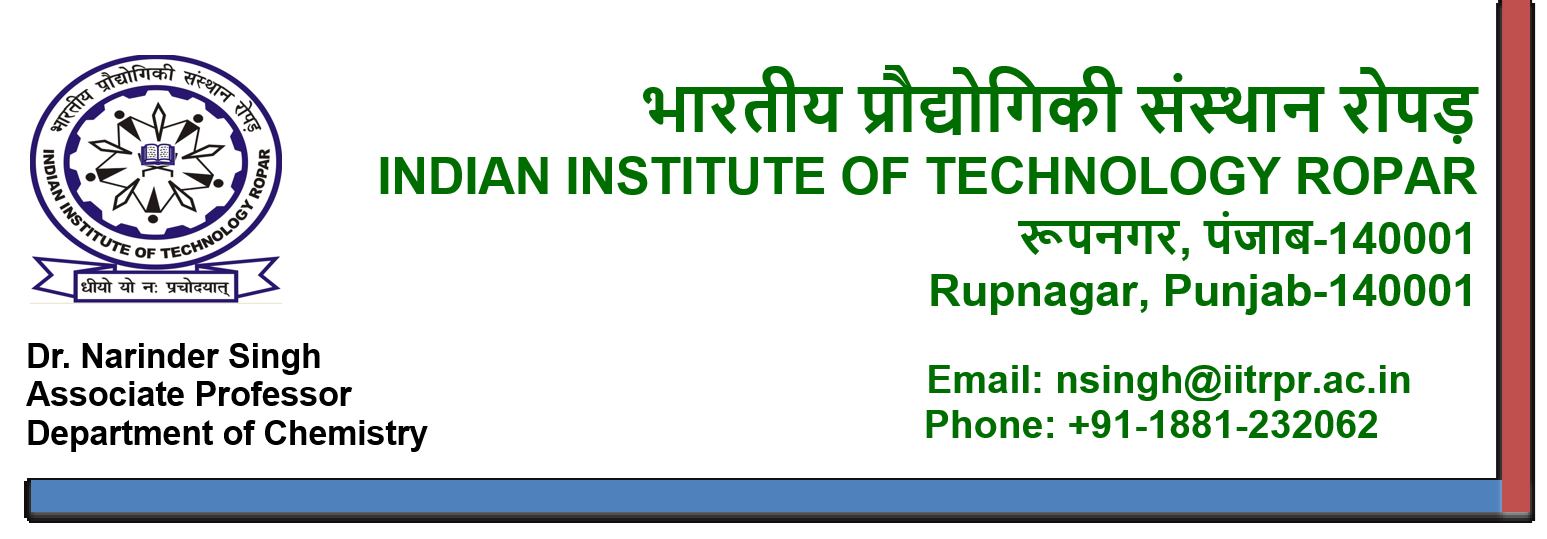 भारतीय प्रौद्योगिकी संस्थान रोपड़
INDIAN INSTITUTE OF TECHNOLOGY ROPAR
धीयो यो नः प्रचोदयात्
भारतीय प्रौद्योगिकी संस्थान रोपड़
INDIAN INSTITUTE OF TECHNOLOGY ROPAR
रूपनगर, पंजाब-140001
Rupnagar, Punjab-140001
Dr. Narinder Singh
Associate Professor
Department of Chemistry
Email: nsingh@iitrpr.ac.in
Phone: +91-1881-232062